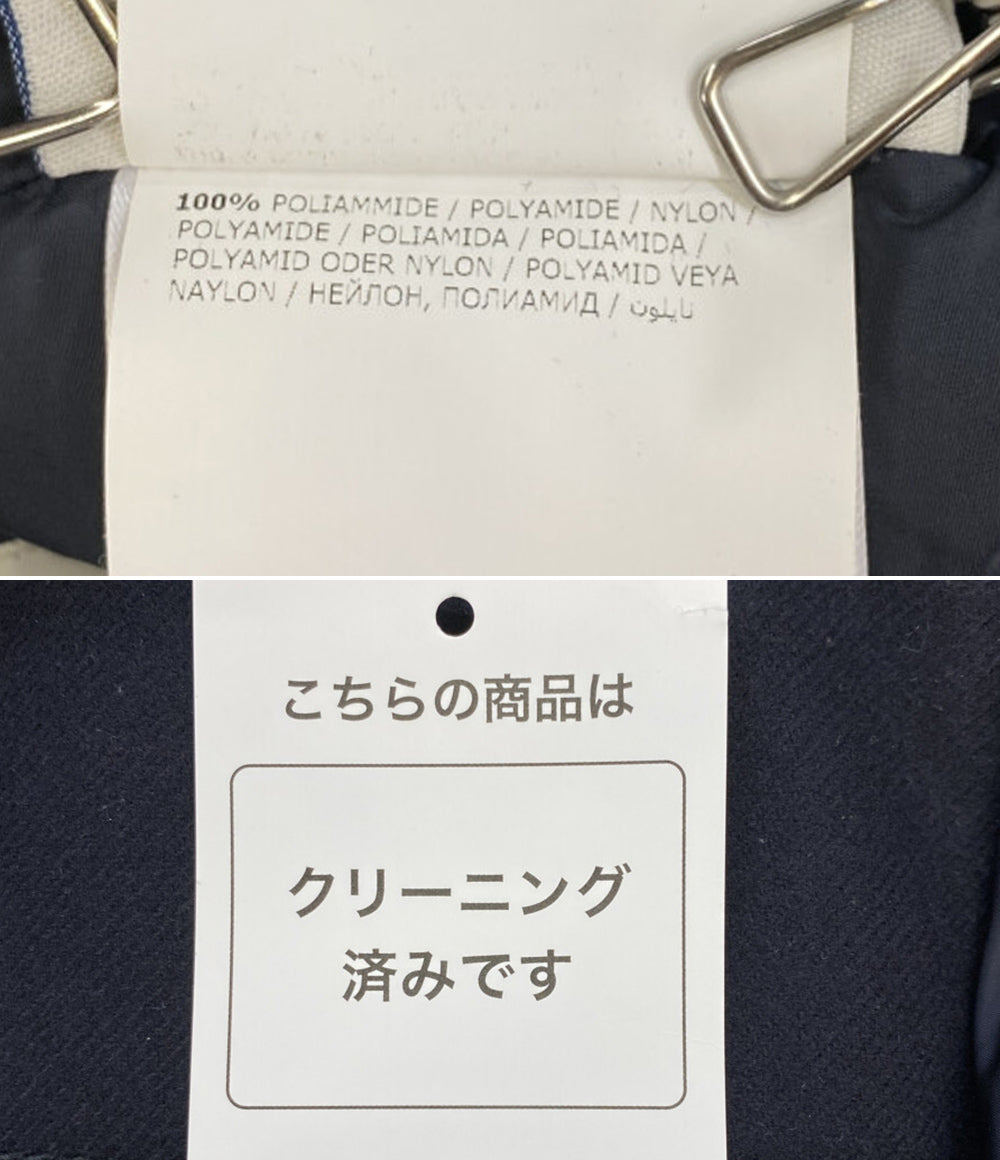 100% POLIAMMIDE / POLYAMIDE / NYLON /
POLYAMIDE / POLIAMIDA / POLIAMIDA /
POLYAMID ODER NYLON / POLYAMID VEYA
NAYLON / НЕЙЛОН, ПОЛИАМИД / نايلون
こちらの商品は
クリーニング
済みです